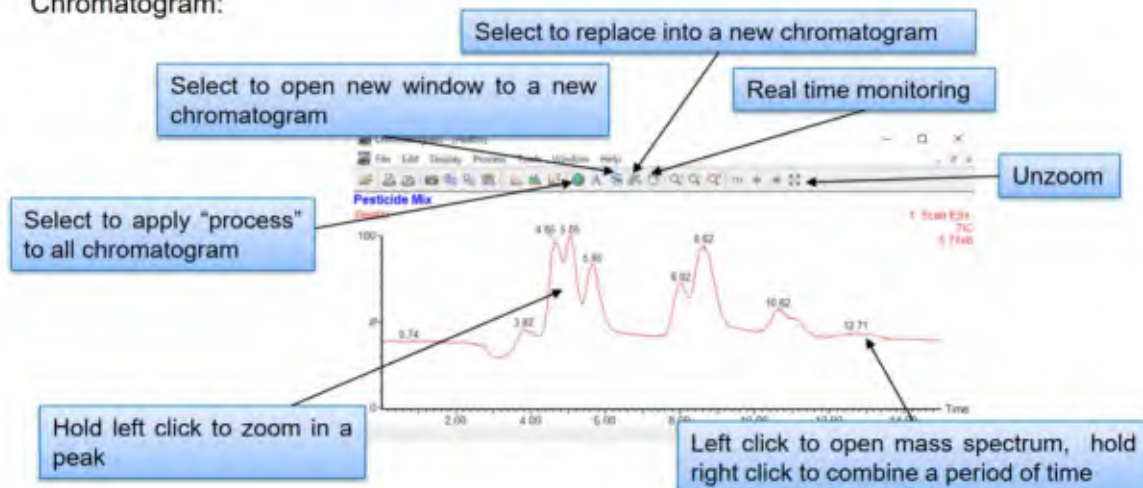 Chromatogram:
Select to replace into a new chromatogram
Select to open new window to a new
chromatogram
Real time monitoring
File Edit Display Process Tools Window Help
Unzoom
Select to apply “process”
to all chromatogram
Pesticide Mix
1: Scan ES+
TIC
100
4.66 5.05
5.66
8.62
8.02
3.82
10.62
0.74
12.71
%
0
2.00 4.00 6.00 8.00 10.00 12.00 14.00
Time
Hold left click to zoom in a
peak
Left click to open mass spectrum, hold
right click to combine a period of time